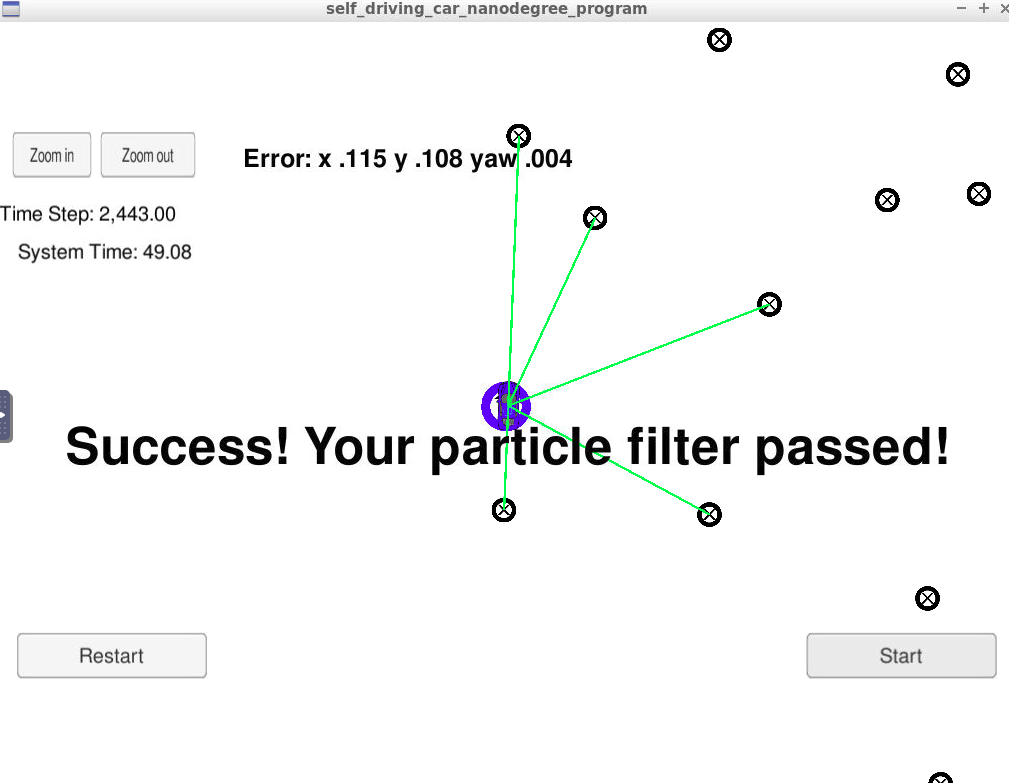 self_driving_car_nanodegree_program
Zoom in
Zoom out
Error: x .115 y .108 yaw .004
Time Step: 2,443.00
System Time: 49.08
Success! Your particle filter passed!
Restart
Start